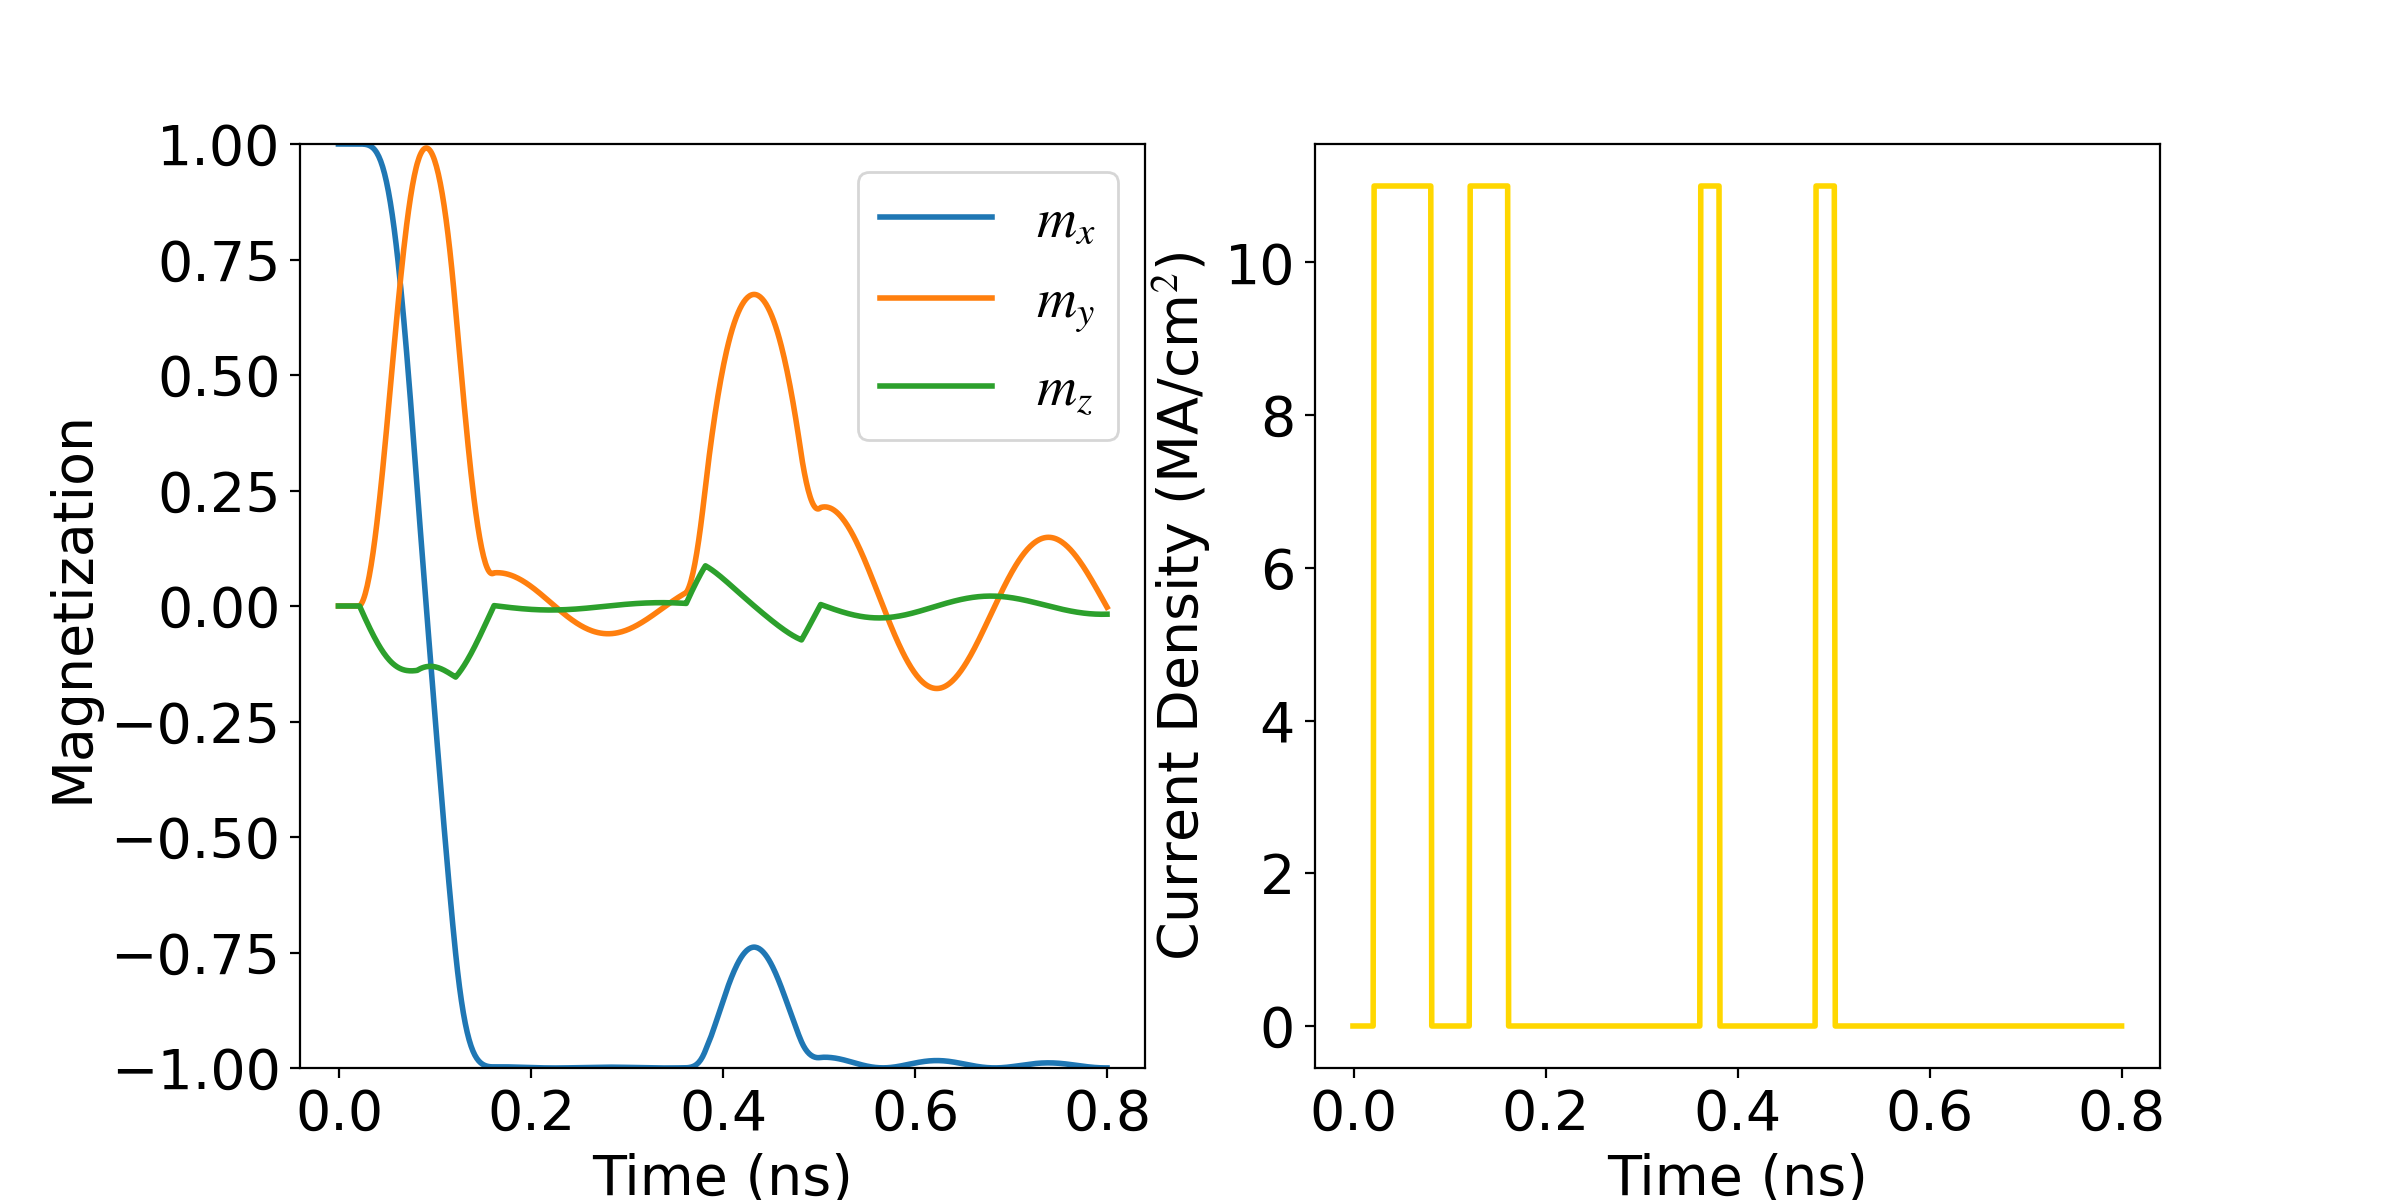 1.00
0.75
0.50
0.25
0.00
−0.25
−0.50
−0.75
−1.00
Magnetization
0.0 0.2 0.4 0.6 0.8
Time (ns)
m_x
m_y
m_z
Current Density (MA/cm²)
10
8
6
4
2
0
0.0 0.2 0.4 0.6 0.8
Time (ns)